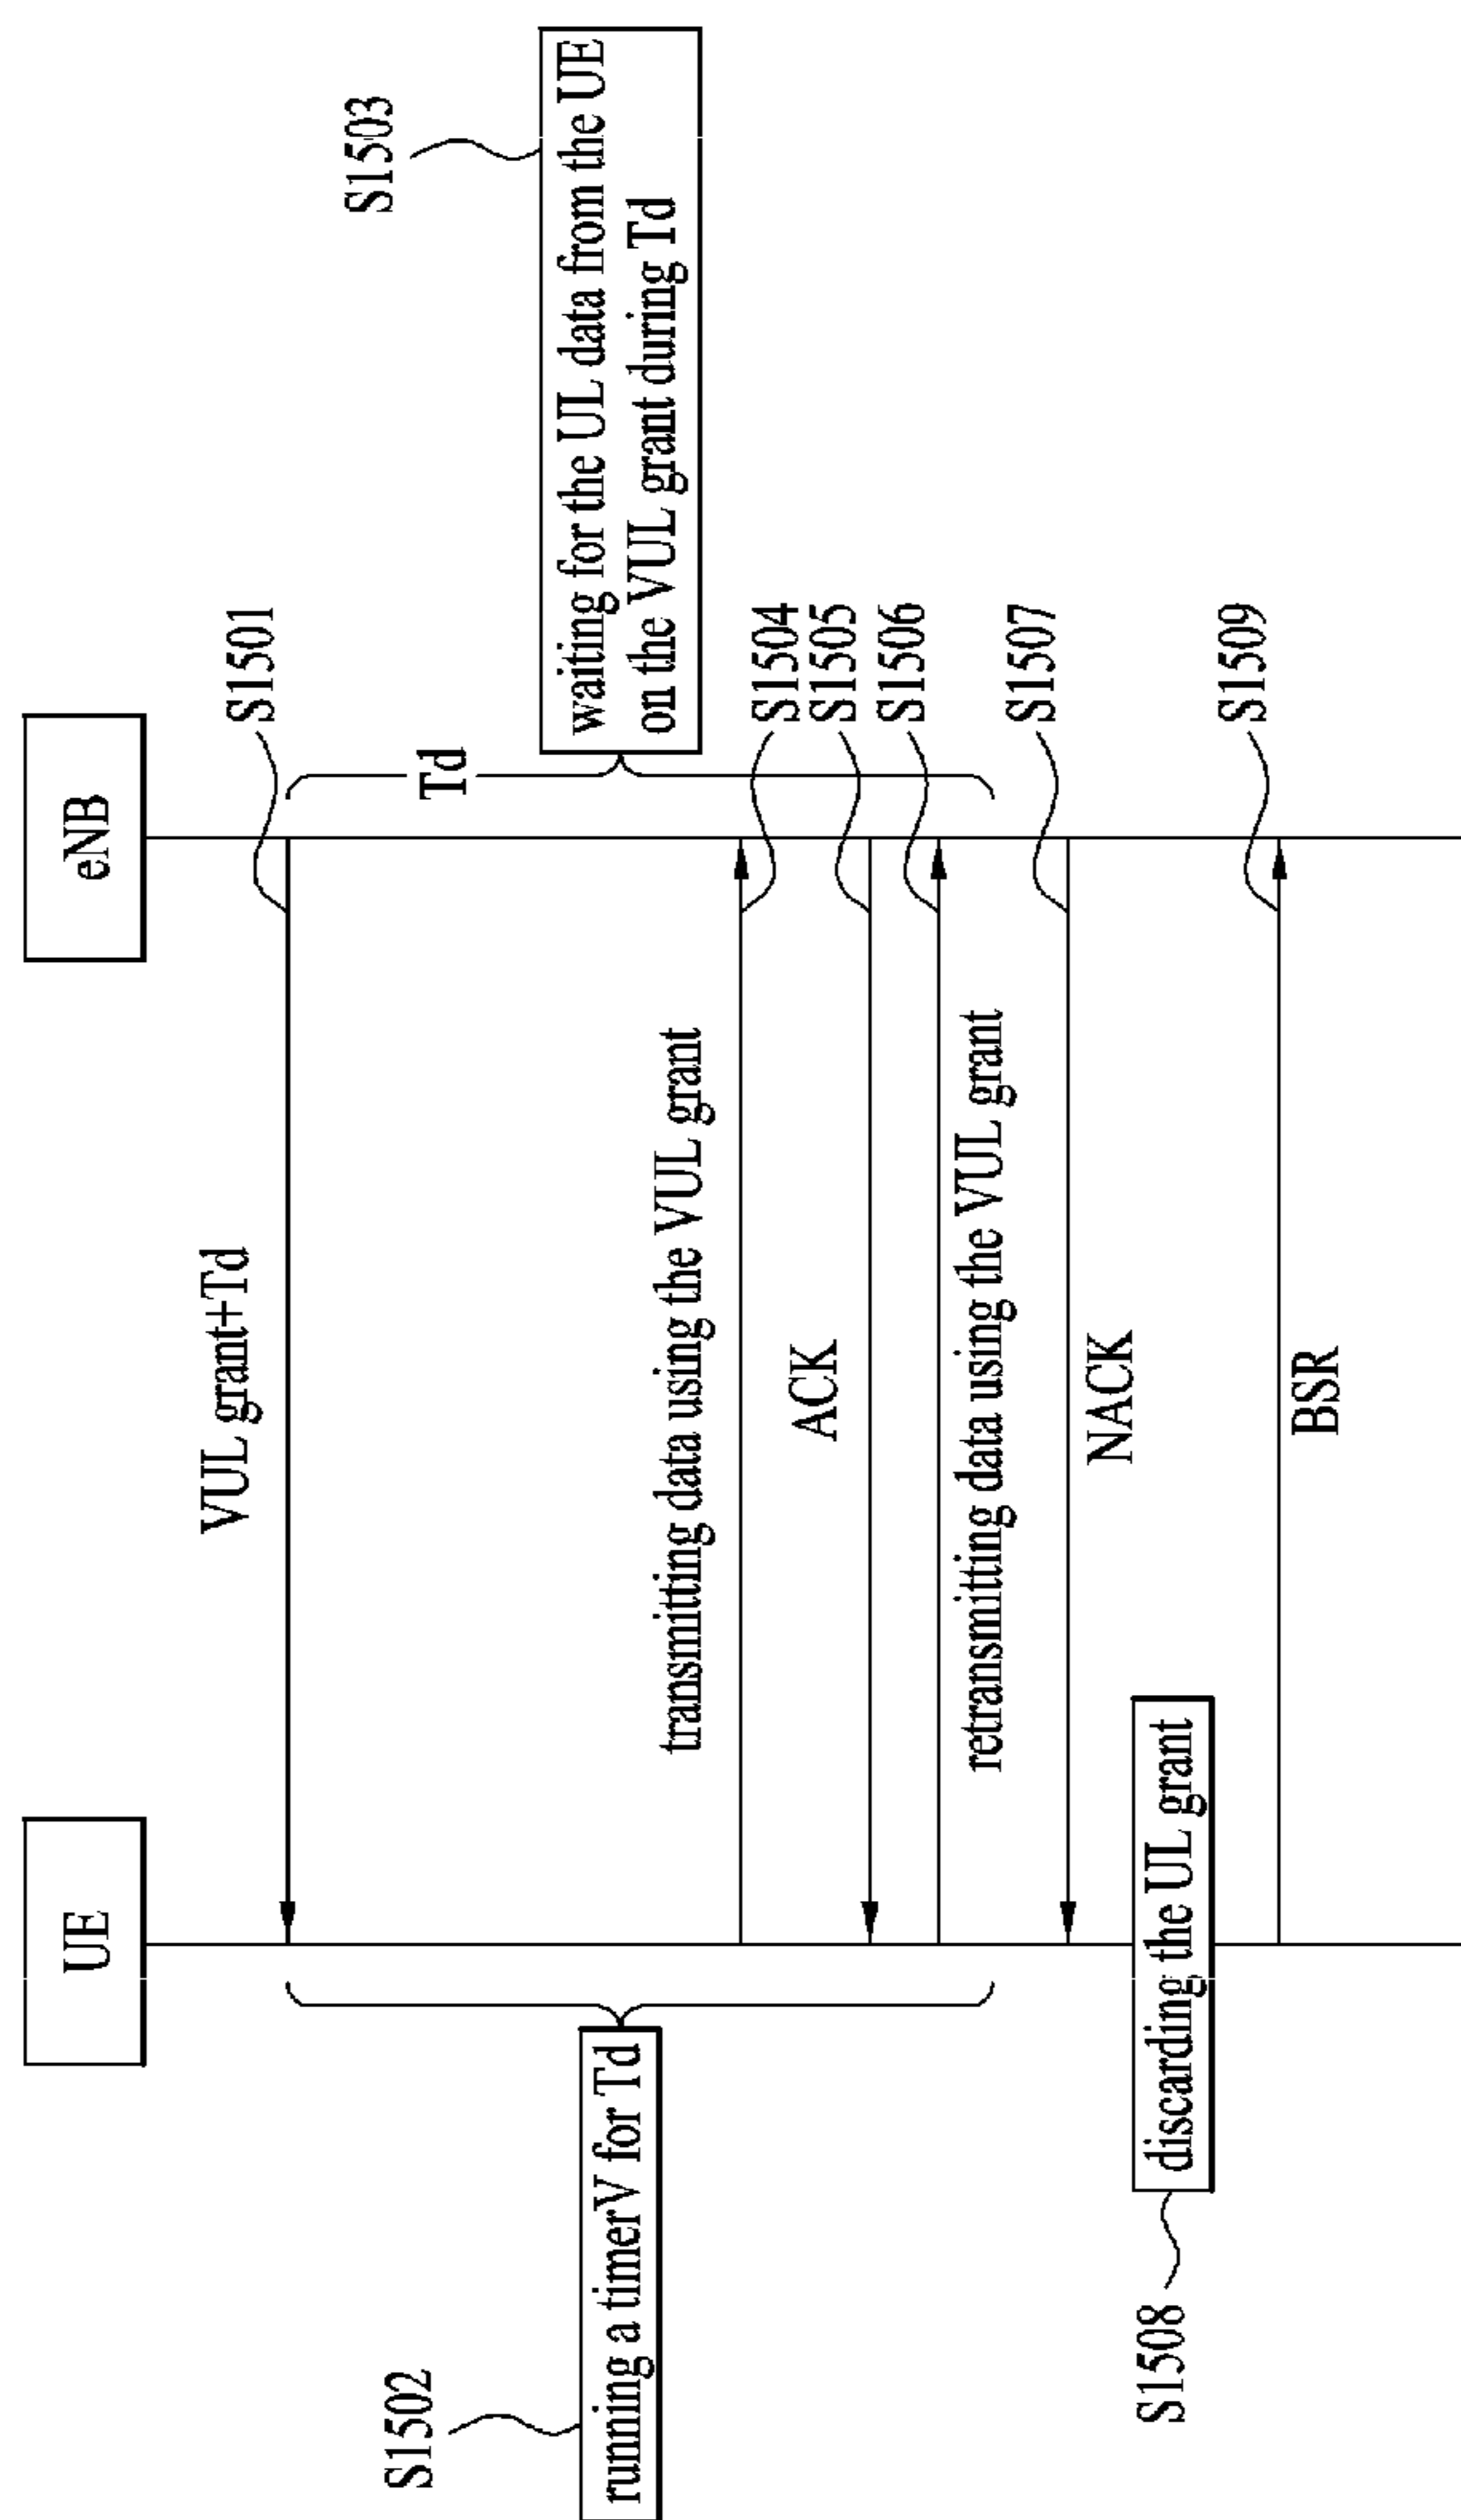 UE
eNB
VUL grant+Td
S1501
S1502
running a timerV for Td
Td
S1503
waiting for the UL data from the UE
on the VUL grant during Td
transmitting data using the VUL grant
S1504
ACK
S1505
retransmitting data using the VUL grant
S1506
NACK
S1507
S1508
discarding the UL grant
BSR
S1509